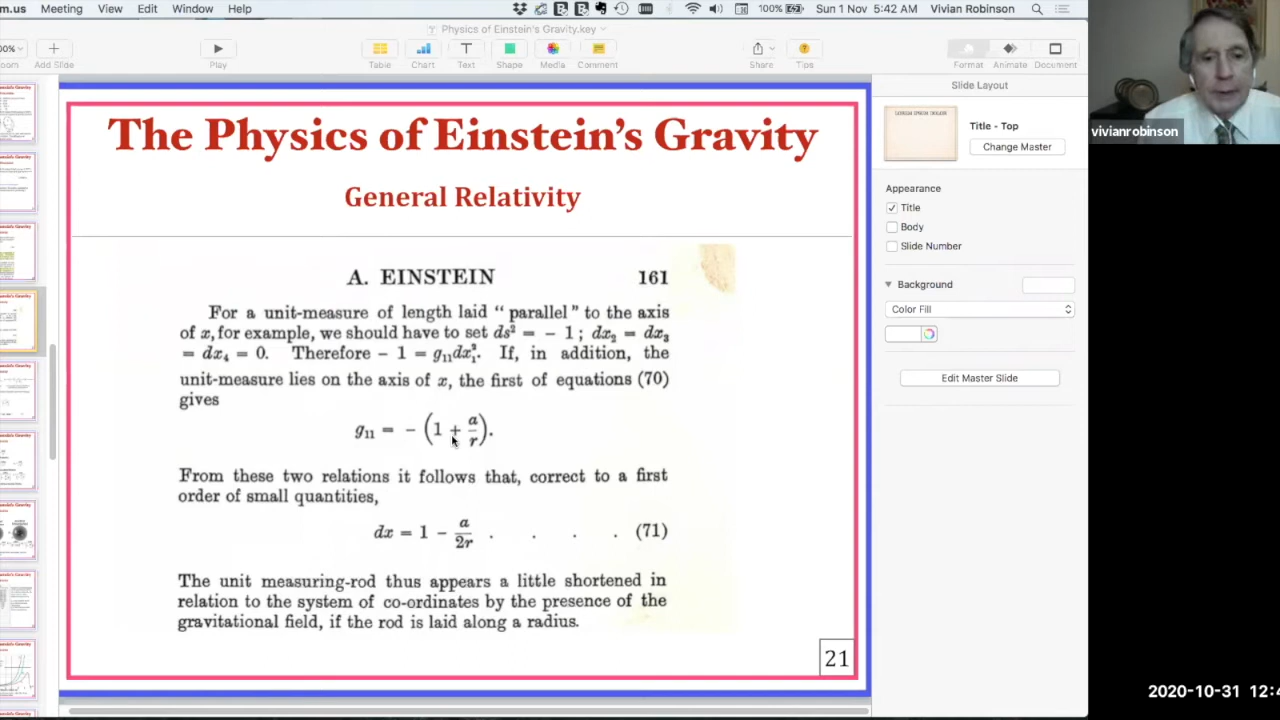 m.us Meeting View Edit Window Help 100% Sun 1 Nov 5:42 AM Vivian Robinson
Physics of Einstein's Gravity.key
00%
oom Add Slide Play Table Chart Text Shape Media Comment Share Tips Format Animate Document
Slide Layout
Title - Top
Change Master
Appearance
Title
Body
Slide Number
Background
Color Fill
Edit Master Slide
The Physics of Einstein's Gravity
General Relativity
A. EINSTEIN 161
For a unit-measure of length laid "parallel" to the axis
of x, for example, we should have to set ds² = − 1; dx₂ = dx₃
= dx₄ = 0. Therefore − 1 = g₁₁dx₁². If, in addition, the
unit-measure lies on the axis of x, the first of equations (70)
gives
g₁₁ = − (1 + a/r).
From these two relations it follows that, correct to a first
order of small quantities,
dx = 1 − a/2r . . . . (71)
The unit measuring-rod thus appears a little shortened in
relation to the system of co-ordinates by the presence of the
gravitational field, if the rod is laid along a radius.
21
vivianrobinson
2020-10-31 12:4